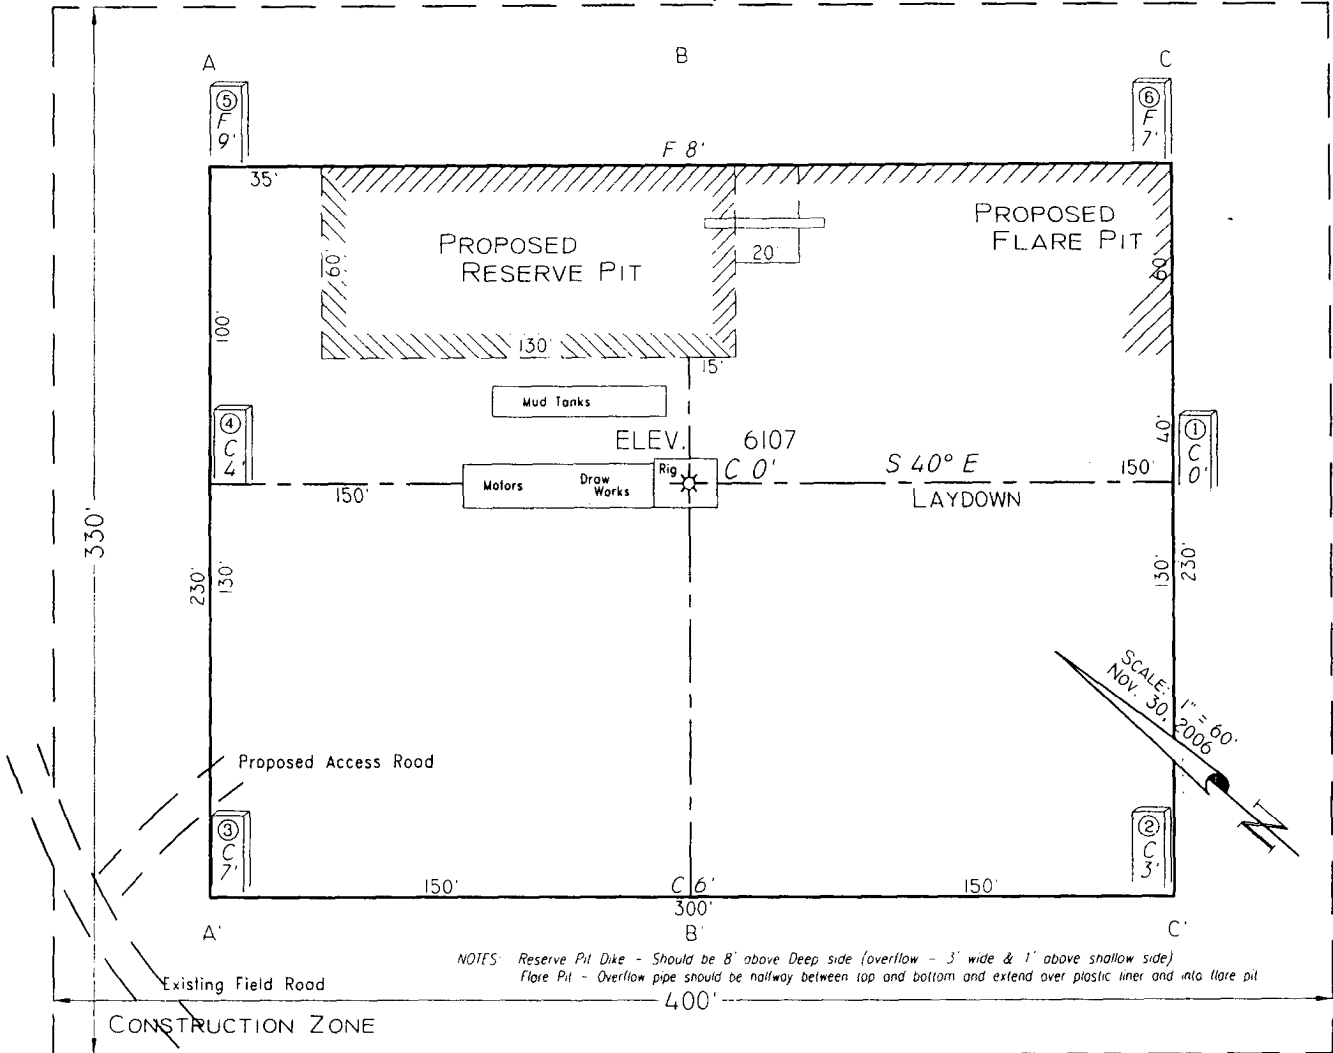 A
B
C
5
F
9'
6
F
7'
F 8'
35'
PROPOSED
RESERVE PIT
PROPOSED
FLARE PIT
60'
20'
60'
100'
130'
15'
Mud Tanks
4
C
4'
ELEV. 6107
C 0'
S 40° E
40'
1
C
0'
150'
Motors
Draw
Works
Rig
150'
LAYDOWN
330'
230'
130'
130'
230'
SCALE: 1" = 60'
NOV. 30, 2006
N
Proposed Access Road
3
C
7'
2
C
3'
150'
C 6'
150'
300'
A'
B'
C'
NOTES: Reserve Pit Dike - Should be 8' above Deep side (overflow - 3' wide & 1' above shallow side)
Flare Pit - Overflow pipe should be halfway between top and bottom and extend over plastic liner and into flare pit
Existing Field Road
400'
CONSTRUCTION ZONE